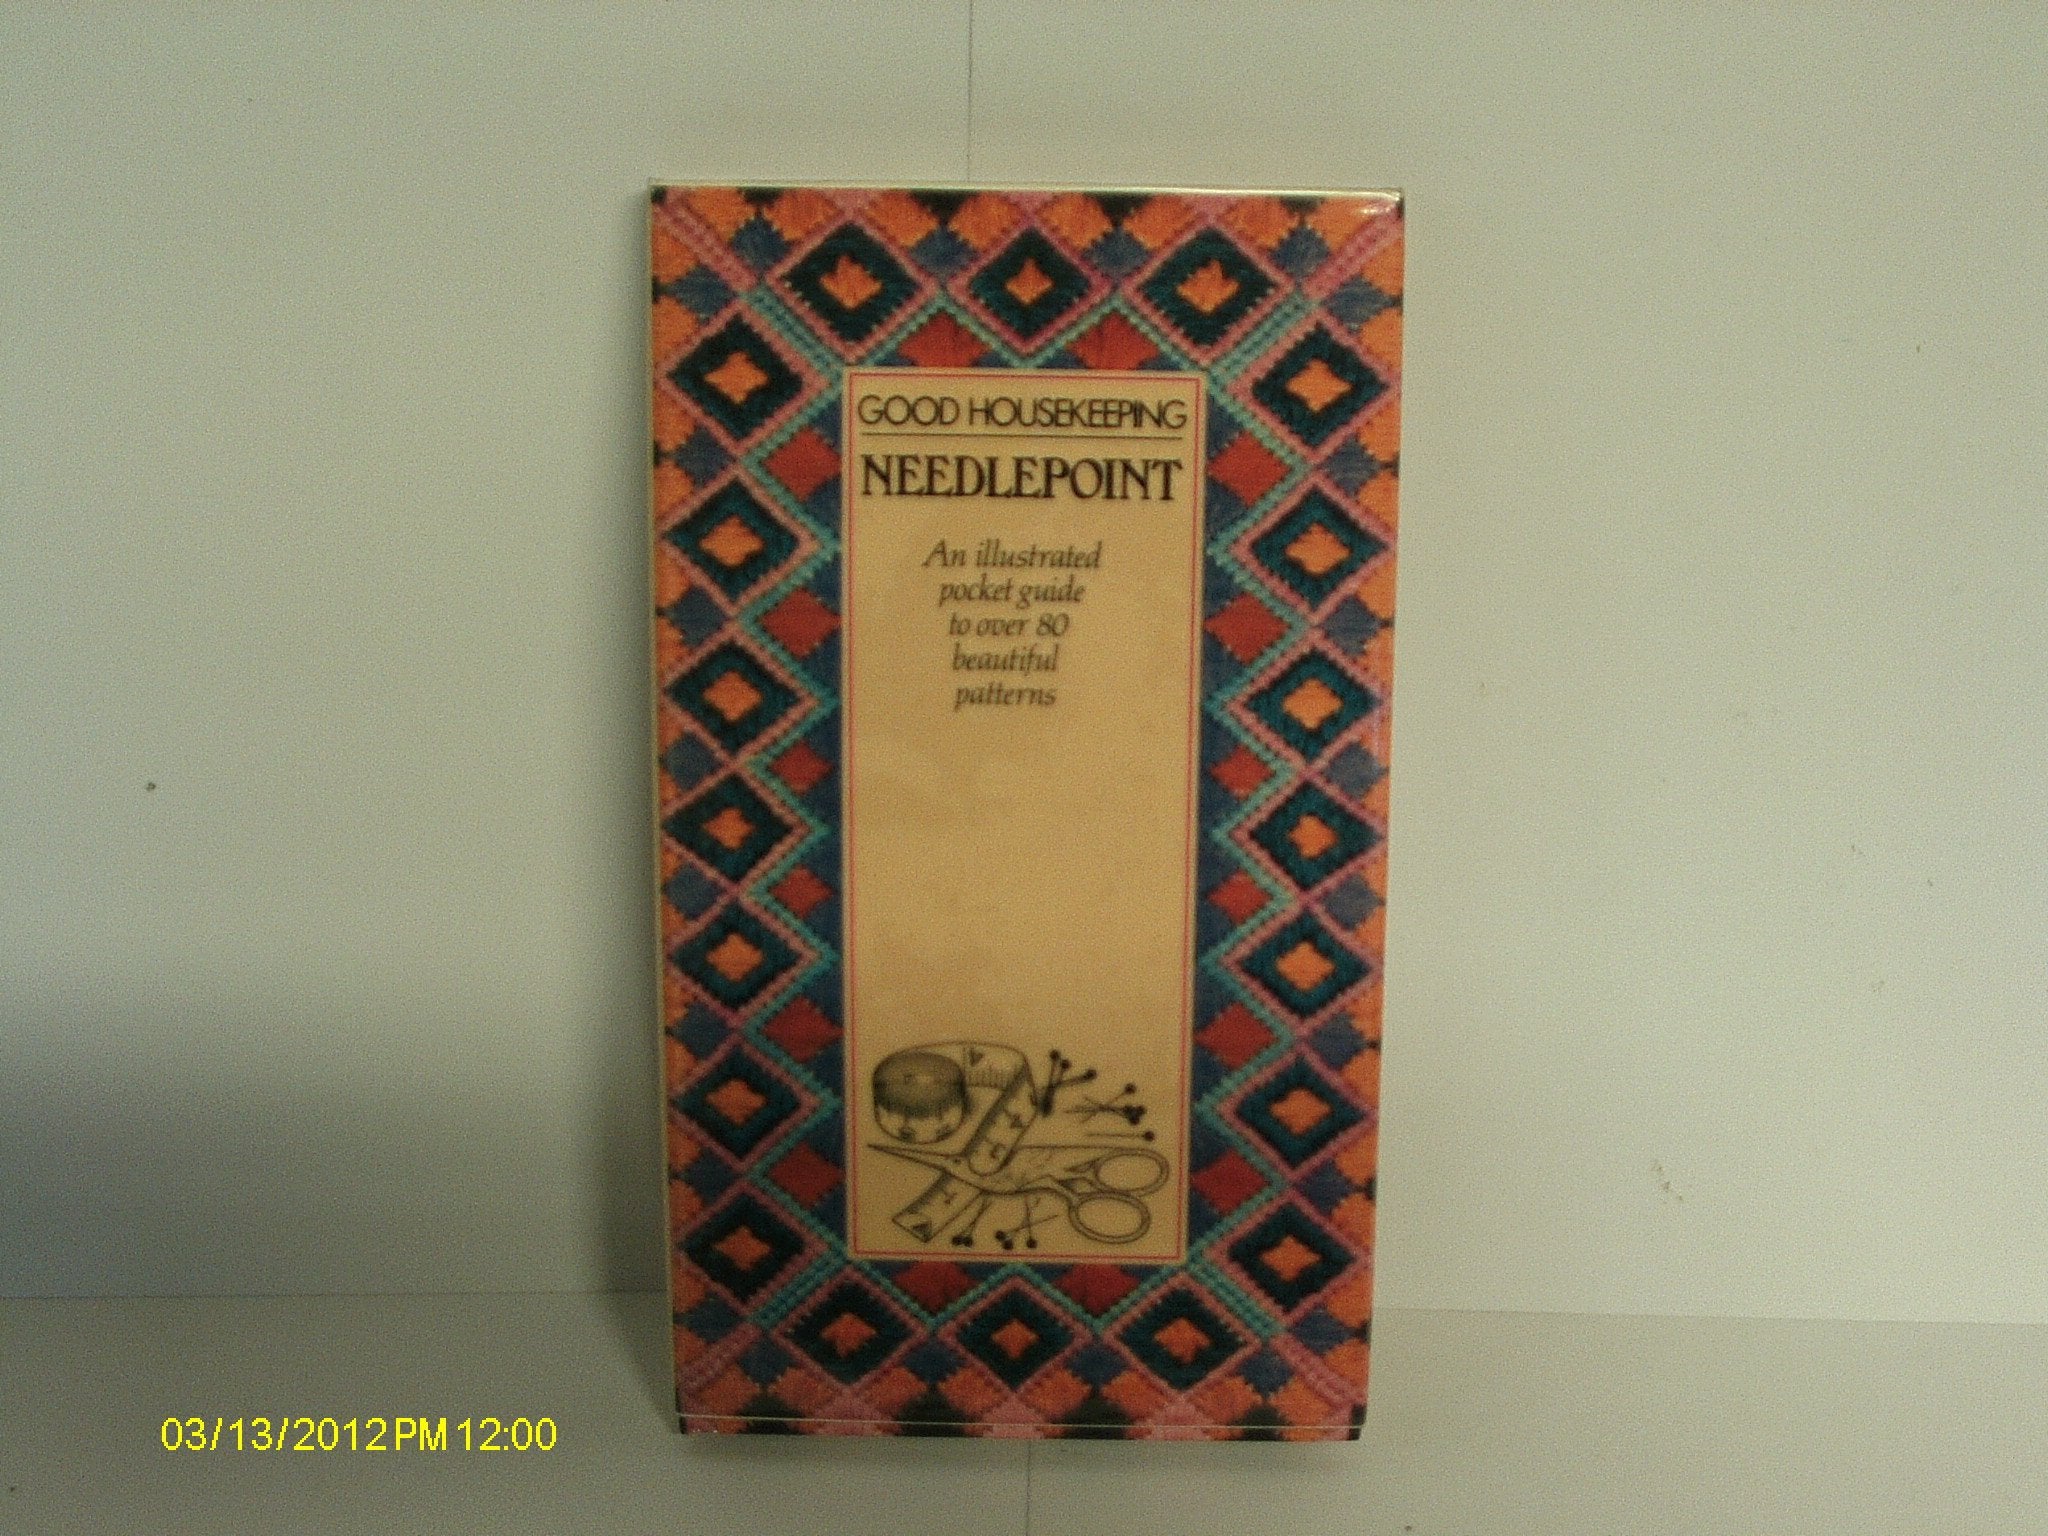 GOOD HOUSEKEEPING
NEEDLEPOINT
An illustrated
pocket guide
to over 80
beautiful
patterns
03/13/2012 PM 12:00